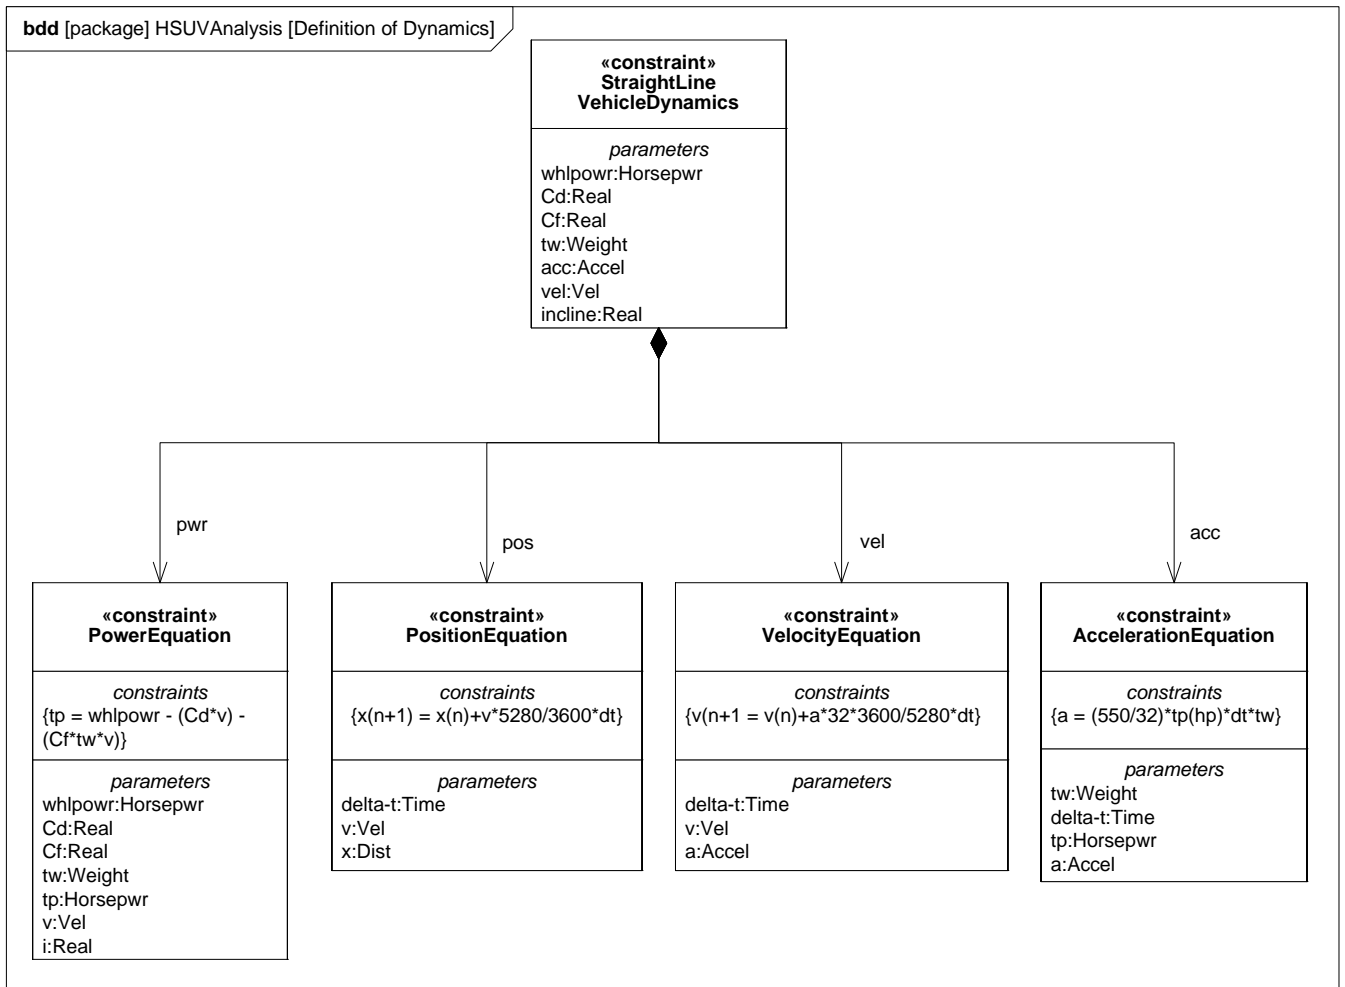 bdd [package] HSUVAnalysis [Definition of Dynamics]
«constraint»
StraightLine
VehicleDynamics
parameters
whlpowr:Horsepwr
Cd:Real
Cf:Real
tw:Weight
acc:Accel
vel:Vel
incline:Real
pwr
pos
vel
acc
«constraint»
PowerEquation
constraints
{tp = whlpowr - (Cd*v) -
(Cf*tw*v)}
parameters
whlpowr:Horsepwr
Cd:Real
Cf:Real
tw:Weight
tp:Horsepwr
v:Vel
i:Real
«constraint»
PositionEquation
constraints
{x(n+1) = x(n)+v*5280/3600*dt}
parameters
delta-t:Time
v:Vel
x:Dist
«constraint»
VelocityEquation
constraints
{v(n+1 = v(n)+a*32*3600/5280*dt}
parameters
delta-t:Time
v:Vel
a:Accel
«constraint»
AccelerationEquation
constraints
{a = (550/32)*tp(hp)*dt*tw}
parameters
tw:Weight
delta-t:Time
tp:Horsepwr
a:Accel